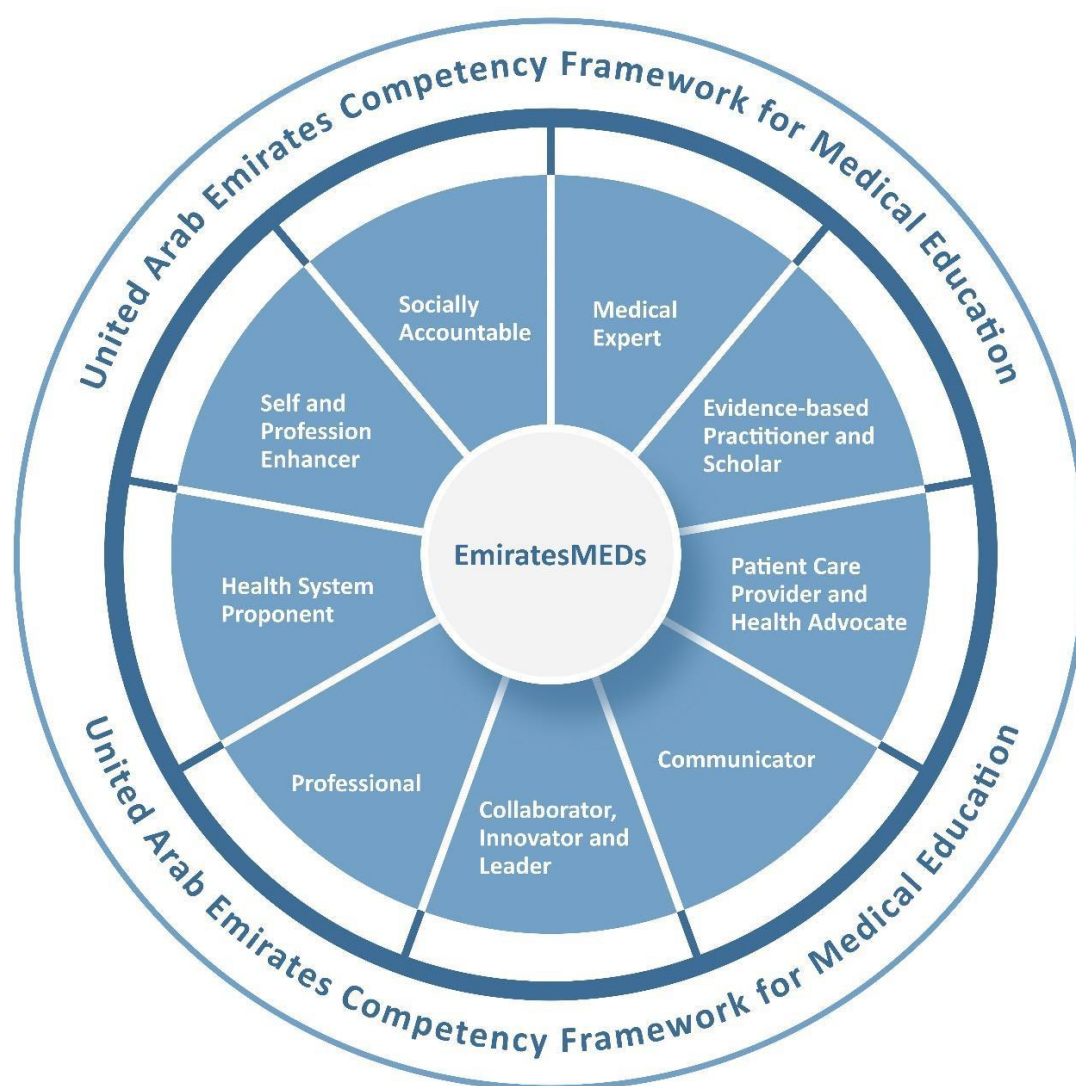 United Arab Emirates Competency Framework for Medical Education
Socially
Accountable
Medical
Expert
Self and
Profession
Enhancer
Evidence-based
Practitioner and
Scholar
EmiratesMEDs
Health System
Proponent
Patient Care
Provider and
Health Advocate
Professional
Collaborator,
Innovator and
Leader
Communicator
United Arab Emirates Competency Framework for Medical Education